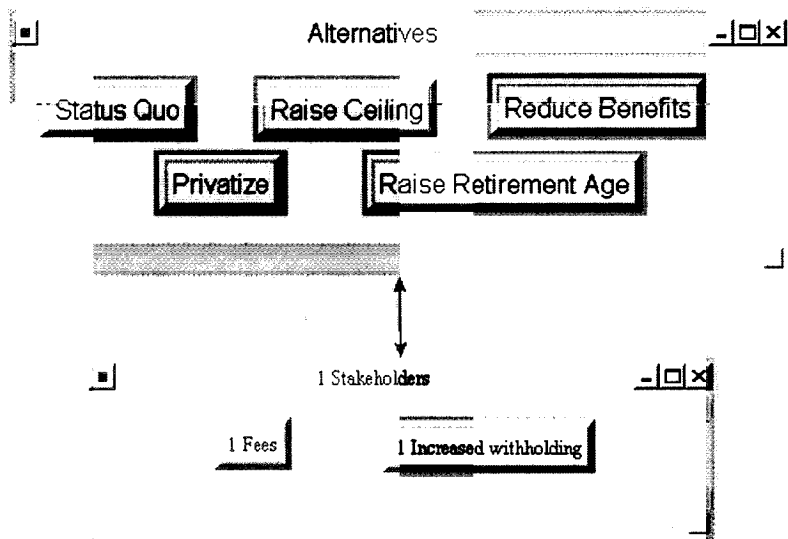 Alternatives
Status Quo Raise Ceiling Reduce Benefits
Privatize Raise Retirement Age
1 Stakeholders
1 Fees 1 Increased withholding